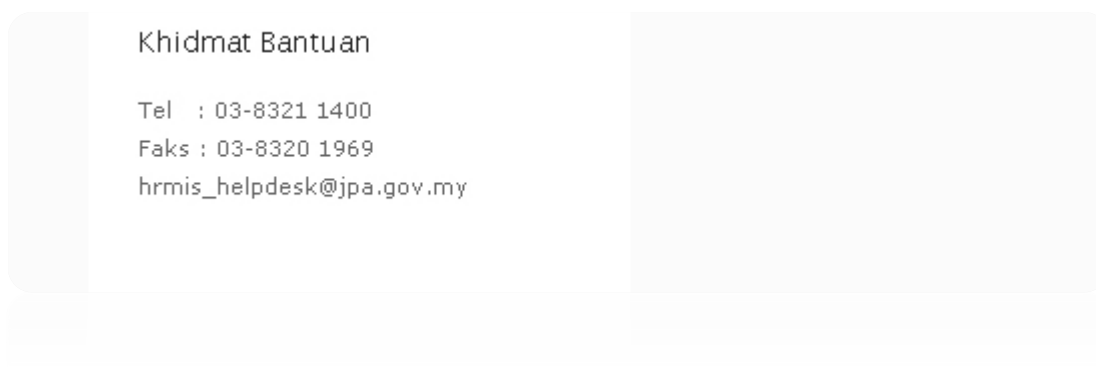 Khidmat Bantuan
Tel : 03-8321 1400
Faks : 03-8320 1969
hrmis_helpdesk@jpa.gov.my